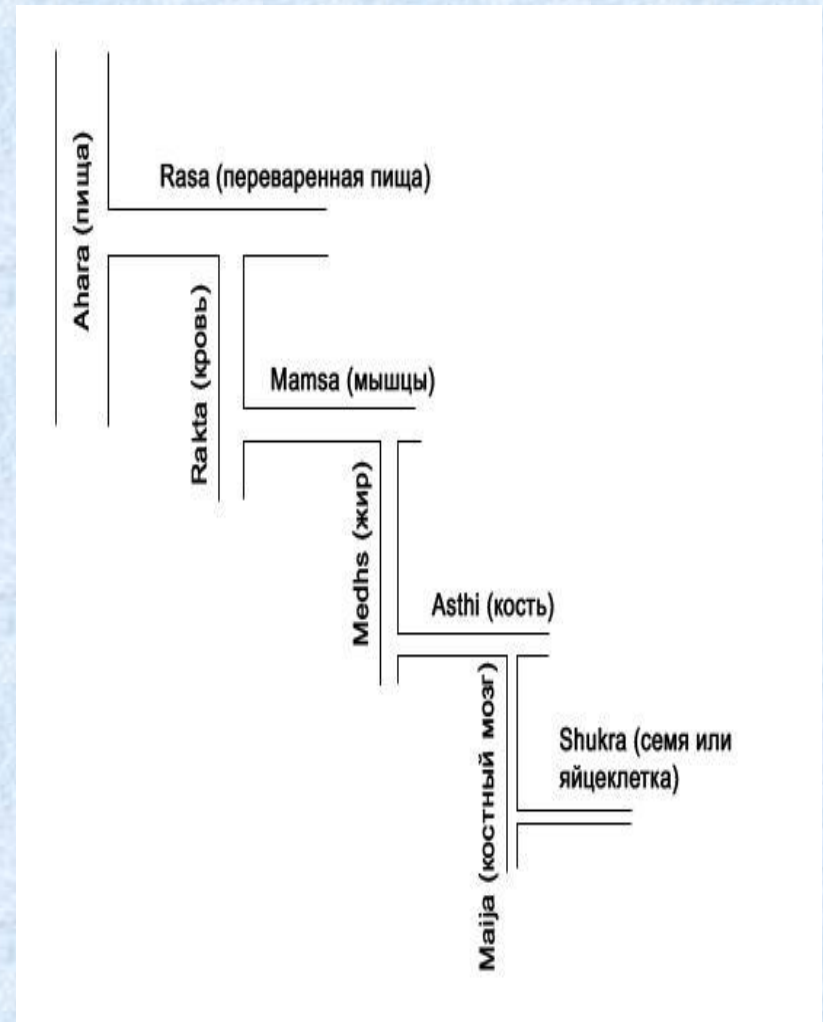 Ahara (пища)
Rasa (переваренная пища)
Rakta (кровь)
Mamsa (мышцы)
Medhs (жир)
Asthi (кость)
Maija (костный мозг)
Shukra (семя или
яйцеклетка)